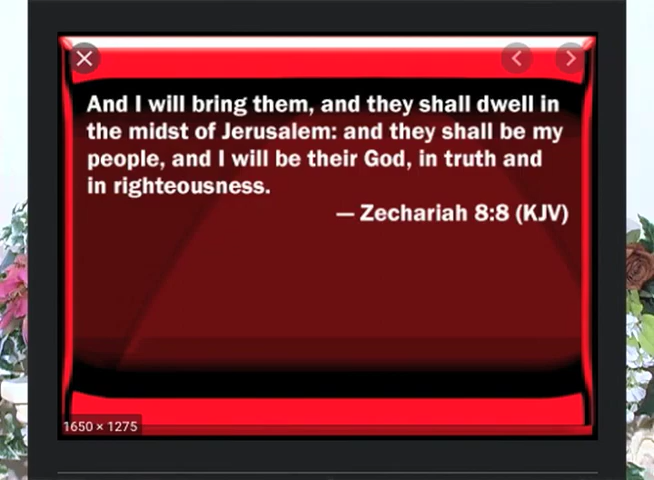 And I will bring them, and they shall dwell in
the midst of Jerusalem: and they shall be my
people, and I will be their God, in truth and
in righteousness.
— Zechariah 8:8 (KJV)
1650 × 1275